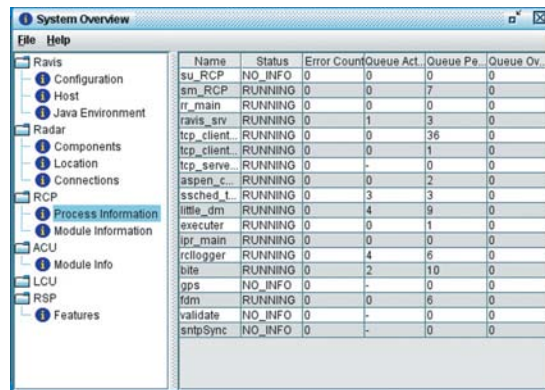 System Overview
File Help
Ravis
Configuration
Host
Java Environment
Radar
Components
Location
Connections
RCP
Process Information
Module Information
ACU
Module Info
LCU
RSP
Features
Name Status Error Count Queue Act... Queue Pe... Queue Ov...
su_RCP NO_INFO 0 0 0 0
sm_RCP RUNNING 0 0 7 0
rr_main RUNNING 0 0 0 0
ravis_srv RUNNING 0 1 3 0
tcp_client... RUNNING 0 0 36 0
tcp_client... RUNNING 0 0 1 0
tcp_serve... RUNNING 0 - 0 0
aspen_c... RUNNING 0 0 2 0
ssched_t... RUNNING 0 3 3 0
little_dm RUNNING 0 4 9 0
executer RUNNING 0 0 1 0
ipr_main RUNNING 0 0 0 0
rcllogger RUNNING 0 4 6 0
bite RUNNING 0 2 10 0
gps NO_INFO 0 - 0 0
fdm RUNNING 0 0 6 0
validate NO_INFO 0 - 0 0
sntpSync NO_INFO 0 - 0 0